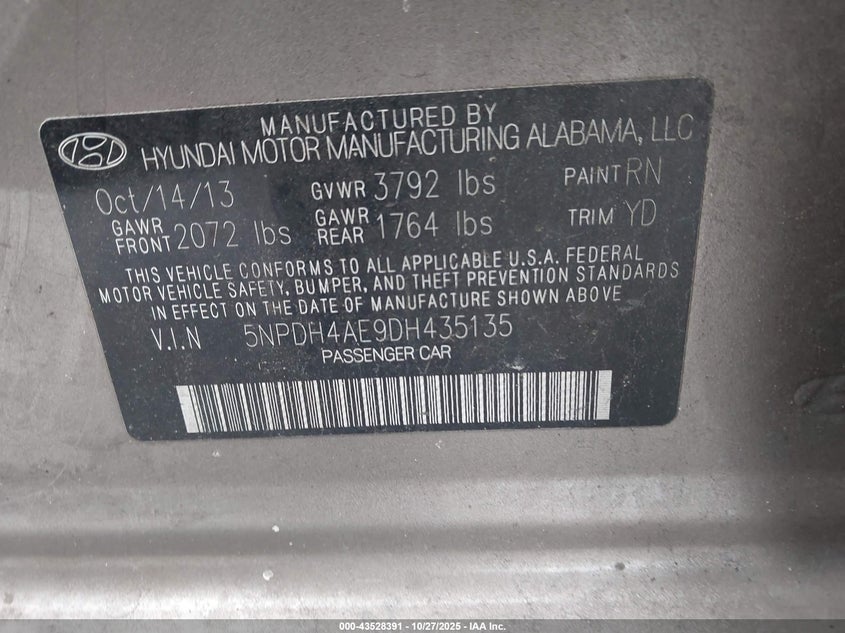 MANUFACTURED BY
HYUNDAI MOTOR MANUFACTURING ALABAMA, LLC
Oct/14/13 GVWR 3792 lbs PAINT RN
GAWR FRONT 2072 lbs GAWR REAR 1764 lbs TRIM YD
THIS VEHICLE CONFORMS TO ALL APPLICABLE U.S.A. FEDERAL
MOTOR VEHICLE SAFETY, BUMPER, AND THEFT PREVENTION STANDARDS
IN EFFECT ON THE DATE OF MANUFACTURE SHOWN ABOVE
V.I.N 5NPDH4AE9DH435135
PASSENGER CAR
000-43528391 - 10/27/2025 - IAA Inc.